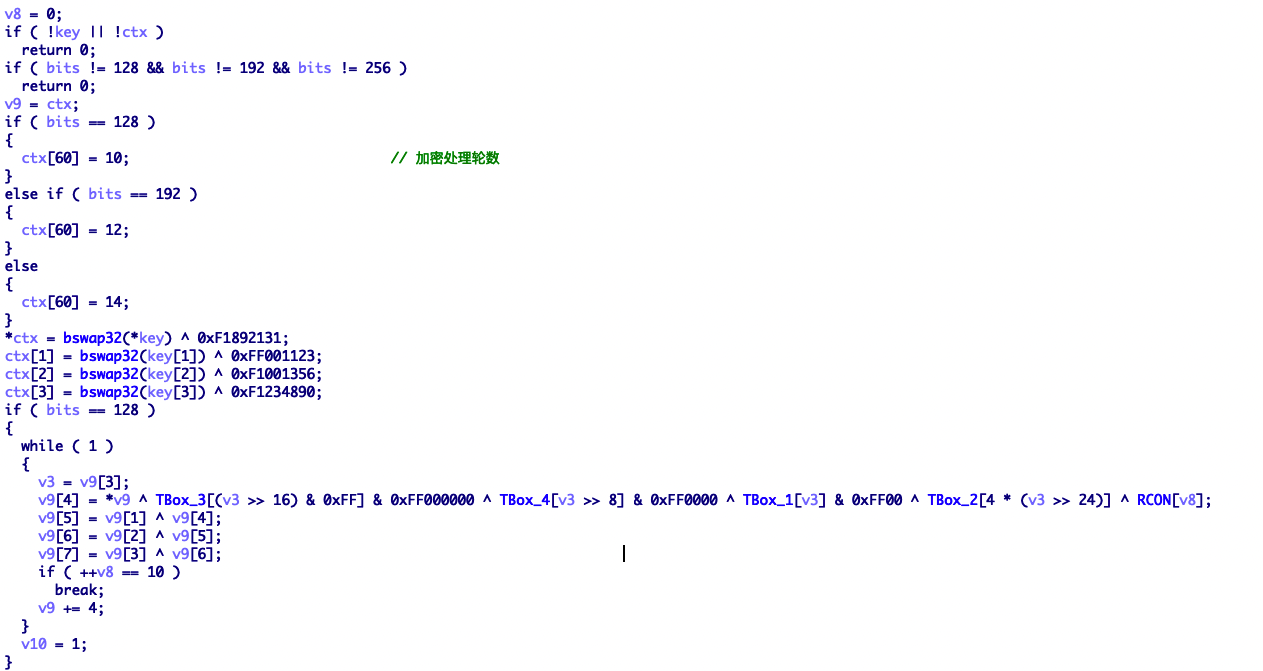 v8 = 0;
if ( !key || !ctx )
  return 0;
if ( bits != 128 && bits != 192 && bits != 256 )
  return 0;
v9 = ctx;
if ( bits == 128 )
{
  ctx[60] = 10;                                // 加密处理轮数
}
else if ( bits == 192 )
{
  ctx[60] = 12;
}
else
{
  ctx[60] = 14;
}
*ctx = bswap32(*key) ^ 0xF1892131;
ctx[1] = bswap32(key[1]) ^ 0xFF001123;
ctx[2] = bswap32(key[2]) ^ 0xF1001356;
ctx[3] = bswap32(key[3]) ^ 0xF1234890;
if ( bits == 128 )
{
  while ( 1 )
  {
    v3 = v9[3];
    v9[4] = *v9 ^ TBox_3[(v3 >> 16) & 0xFF] & 0xFF000000 ^ TBox_4[v3 >> 8] & 0xFF0000 ^ TBox_1[v3] & 0xFF00 ^ TBox_2[4 * (v3 >> 24)] ^ RCON[v8];
    v9[5] = v9[1] ^ v9[4];
    v9[6] = v9[2] ^ v9[5];
    v9[7] = v9[3] ^ v9[6];
    if ( ++v8 == 10 )
      break;
    v9 += 4;
  }
  v10 = 1;
}